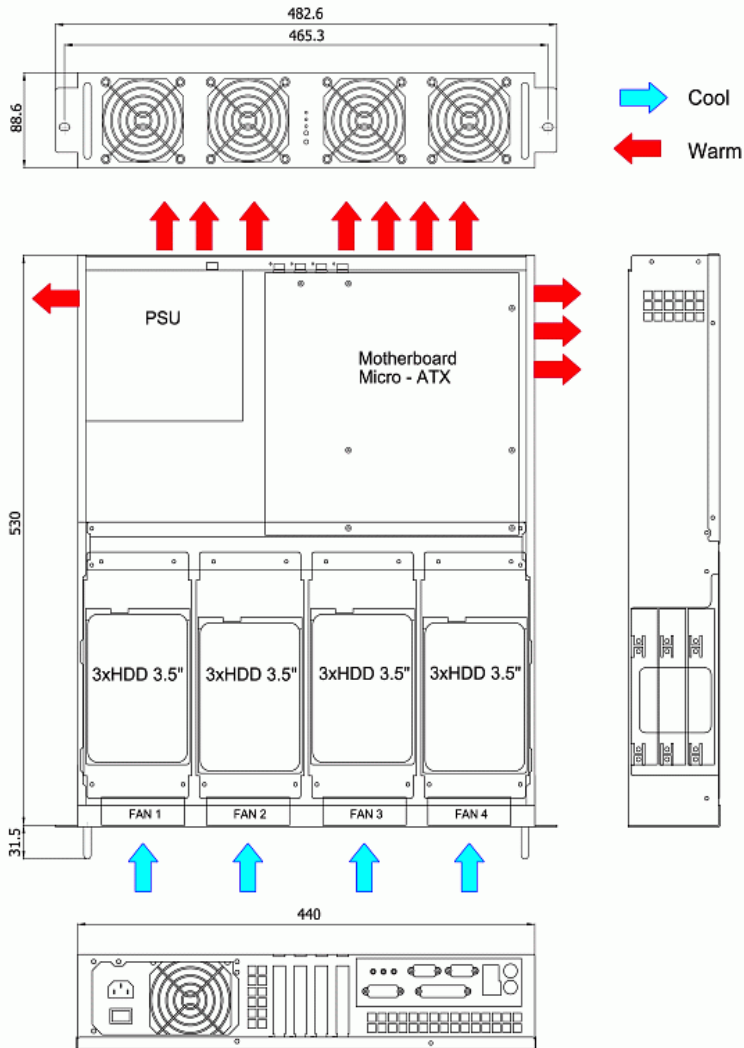 482.6
465.3
88.6
Cool
Warm
PSU
Motherboard
Micro - ATX
530
3xHDD 3.5" 3xHDD 3.5" 3xHDD 3.5" 3xHDD 3.5"
FAN 1 FAN 2 FAN 3 FAN 4
31.5
440